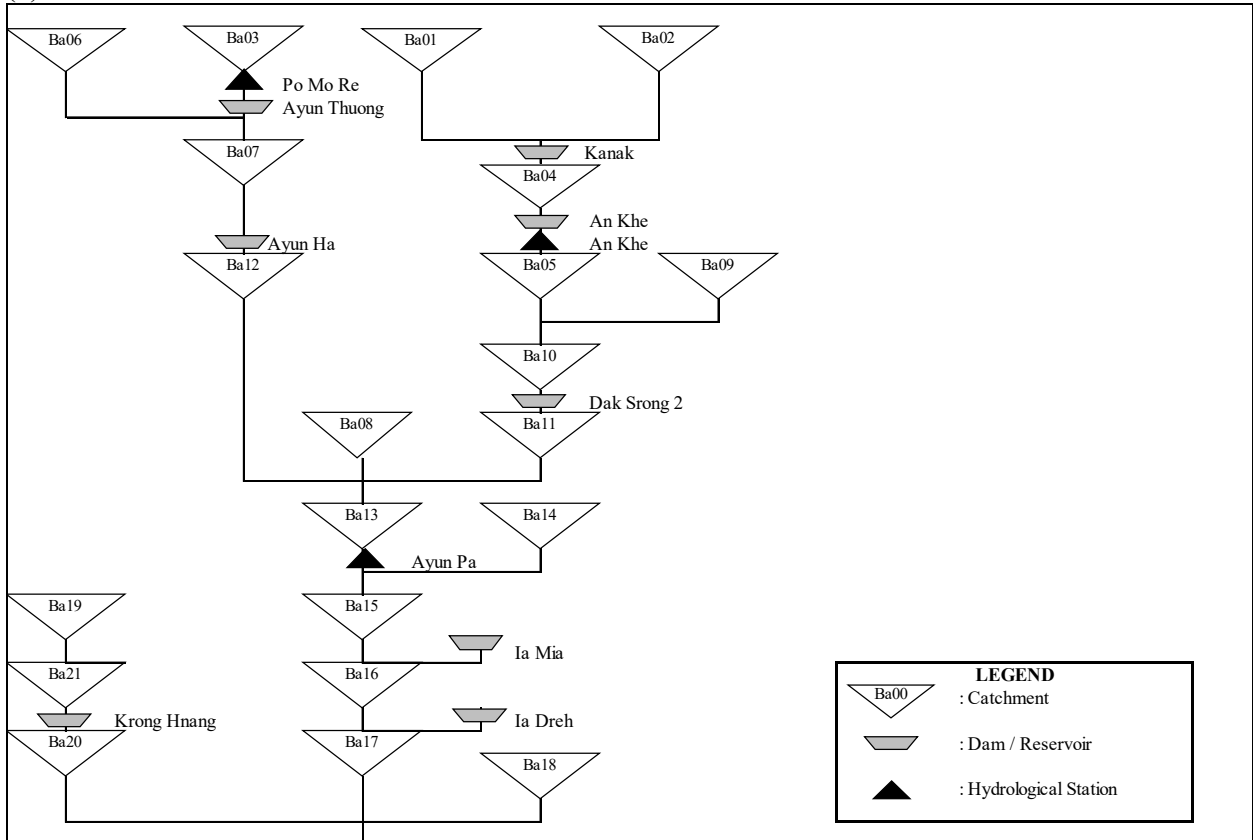 Ba06
Ba03
Ba01
Ba02
Po Mo Re
Ayun Thuong
Ba07
Kanak
Ba04
An Khe
Ayun Ha
An Khe
Ba12
Ba05
Ba09
Ba10
Dak Srong 2
Ba08
Ba11
Ba13
Ba14
Ayun Pa
Ba19
Ba15
Ia Mia
Ba21
Ba16
Krong Hnang
Ia Dreh
Ba20
Ba17
Ba18
LEGEND
Ba00
: Catchment
: Dam / Reservoir
: Hydrological Station